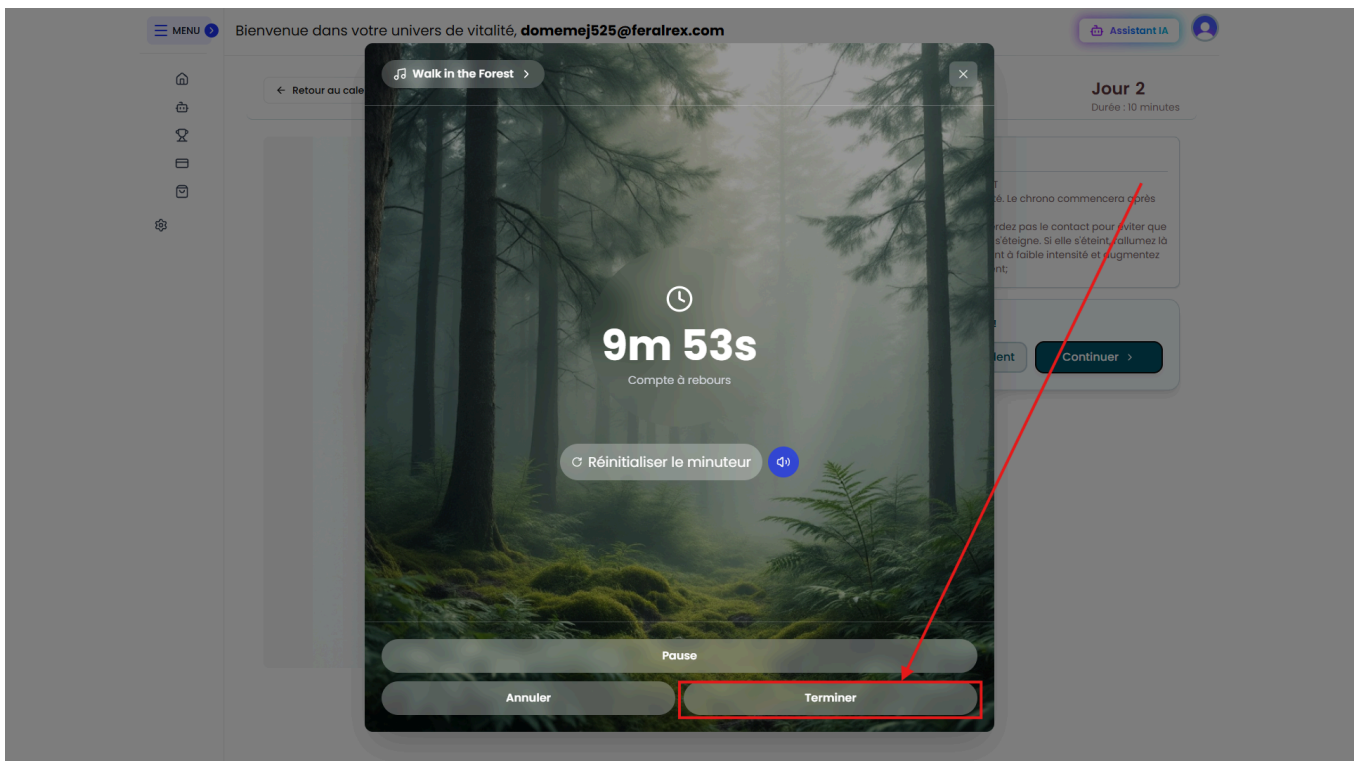 MENU
Bienvenue dans votre univers de vitalité, domemej525@feralrex.com
Assistant IA
Walk in the Forest
Retour au cale
Jour 2
Durée : 10 minutes
té. Le chrono commencera après
rdez pas le contact pour éviter que
s'éteigne. Si elle s'éteint, rallumez là
nt à faible intensité et augmentez
nt;
9m 53s
Compte à rebours
dent
Continuer
Réinitialiser le minuteur
Pause
Annuler
Terminer